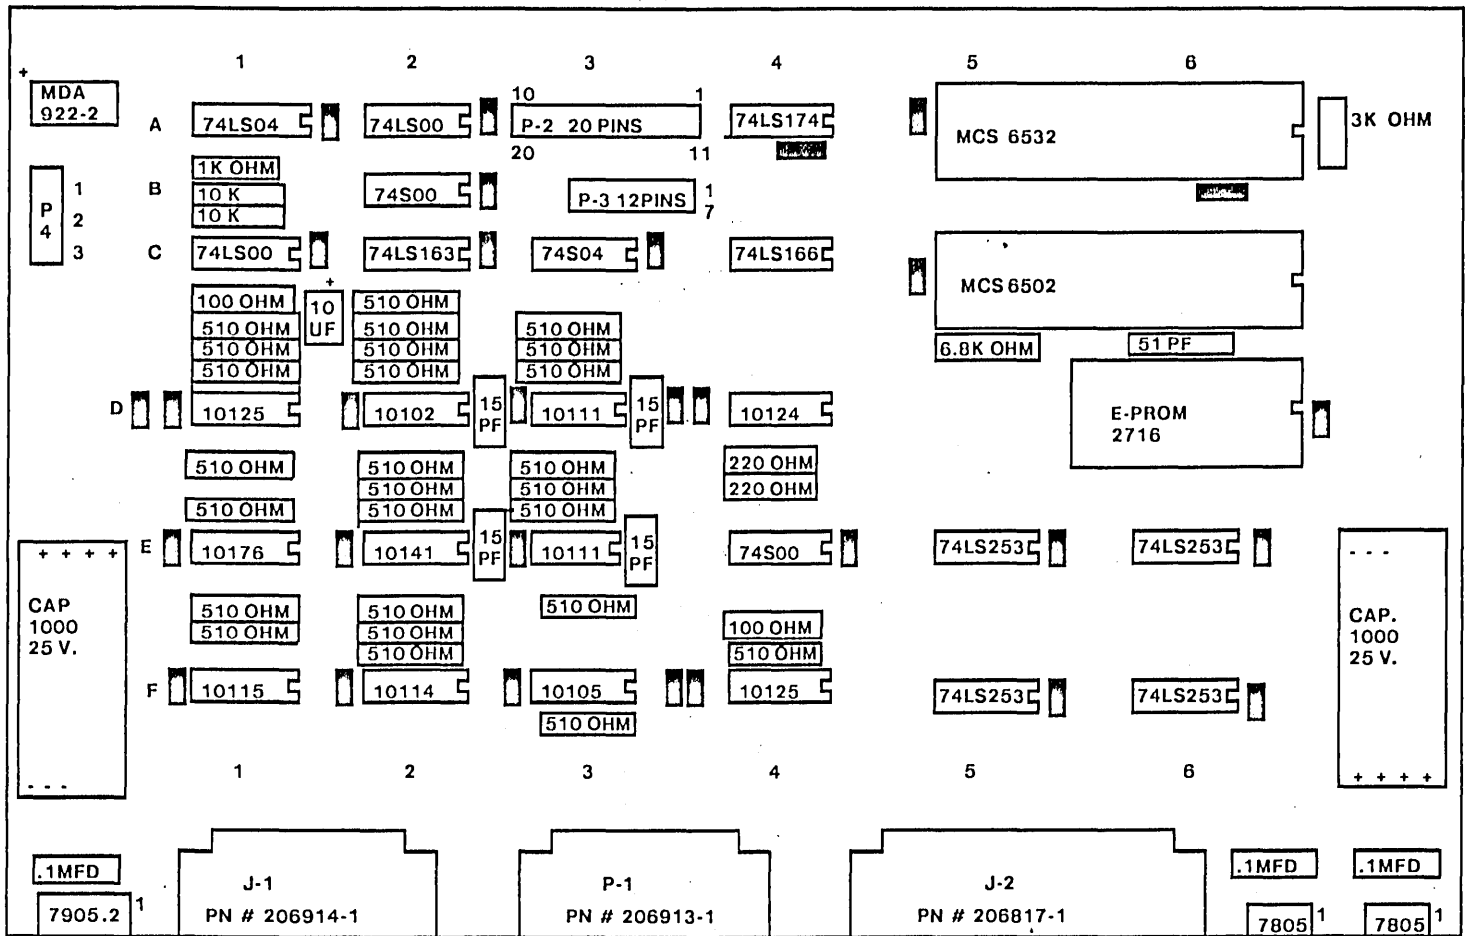 1 2 3 4 5 6
+
MDA
922-2
A
74LS04
74LS00
10 1
P-2 20 PINS
20 11
74LS174
MCS 6532
3K OHM
P
4
1
2
3
B
1K OHM
10 K
10 K
74S00
P-3 12PINS
1
7
C
74LS00
74LS163
74S04
74LS166
MCS 6502
100 OHM
510 OHM
510 OHM
510 OHM
+
10
UF
510 OHM
510 OHM
510 OHM
510 OHM
510 OHM
510 OHM
510 OHM
6.8K OHM
51 PF
D
10125
10102
15
PF
10111
15
PF
10124
E-PROM
2716
510 OHM
510 OHM
510 OHM
510 OHM
510 OHM
510 OHM
510 OHM
510 OHM
220 OHM
220 OHM
E
10176
10141
15
PF
10111
15
PF
74S00
74LS253
74LS253
+ + + +
CAP
1000
25 V.
- - -
- - -
CAP.
1000
25 V.
+ + + +
510 OHM
510 OHM
510 OHM
510 OHM
510 OHM
510 OHM
100 OHM
510 OHM
F
10115
10114
10105
10125
74LS253
74LS253
510 OHM
1 2 3 4 5 6
.1MFD
7905.2 1
J-1
PN # 206914-1
P-1
PN # 206913-1
J-2
PN # 206817-1
.1MFD
7805 1
.1MFD
7805 1